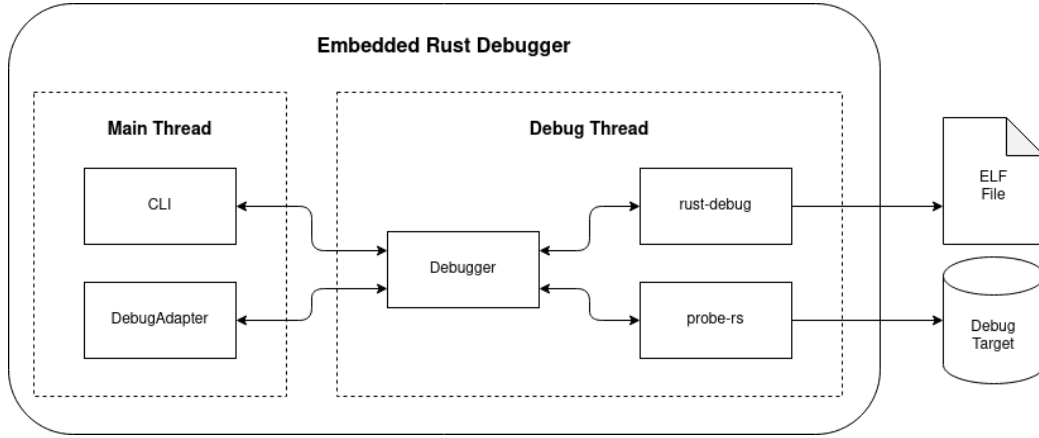 Embedded Rust Debugger
Main Thread
Debug Thread
CLI
DebugAdapter
Debugger
rust-debug
probe-rs
ELF
File
Debug
Target